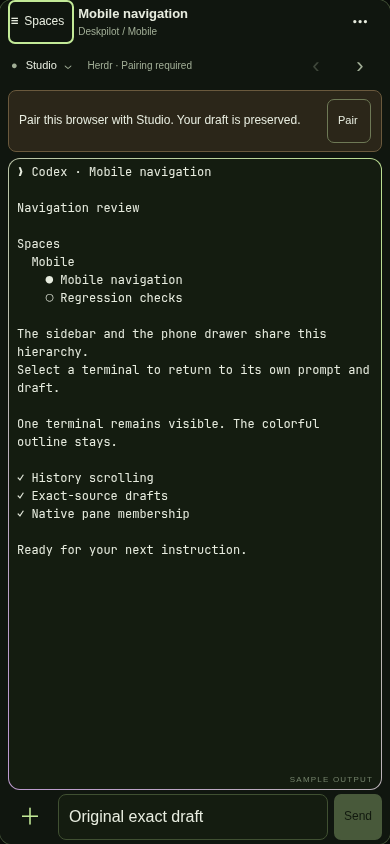 ≡ Spaces
Mobile navigation
Deskpilot / Mobile
•••
● Studio
Herdr · Pairing required
‹ ›
Pair this browser with Studio. Your draft is preserved.
Pair
❩ Codex · Mobile navigation
Navigation review
Spaces
Mobile
● Mobile navigation
○ Regression checks
The sidebar and the phone drawer share this
hierarchy.
Select a terminal to return to its own prompt and
draft.
One terminal remains visible. The colorful
outline stays.
✓ History scrolling
✓ Exact-source drafts
✓ Native pane membership
Ready for your next instruction.
SAMPLE OUTPUT
+
Original exact draft
Send